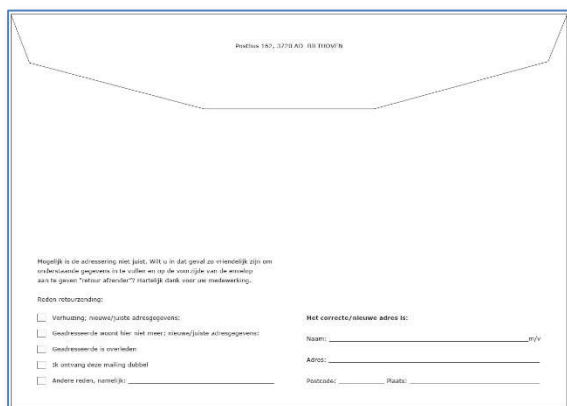 Postbus 162, 3720 AD BILTHOVEN
Mogelijk is de adressering niet juist. Wilt u in dat geval zo vriendelijk zijn om
onderstaande gegevens in te vullen en op de voorzijde van de envelop
aan te geven "retour afzender"? Hartelijk dank voor uw medewerking.
Reden retourzending:
Verhuizing; nieuwe/juiste adresgegevens:
Geadresseerde woont hier niet meer; nieuwe/juiste adresgegevens:
Geadresseerde is overleden
Ik ontvang deze mailing dubbel
Andere reden, namelijk:
Het correcte/nieuwe adres is:
Naam: m/v
Adres:
Postcode: Plaats: